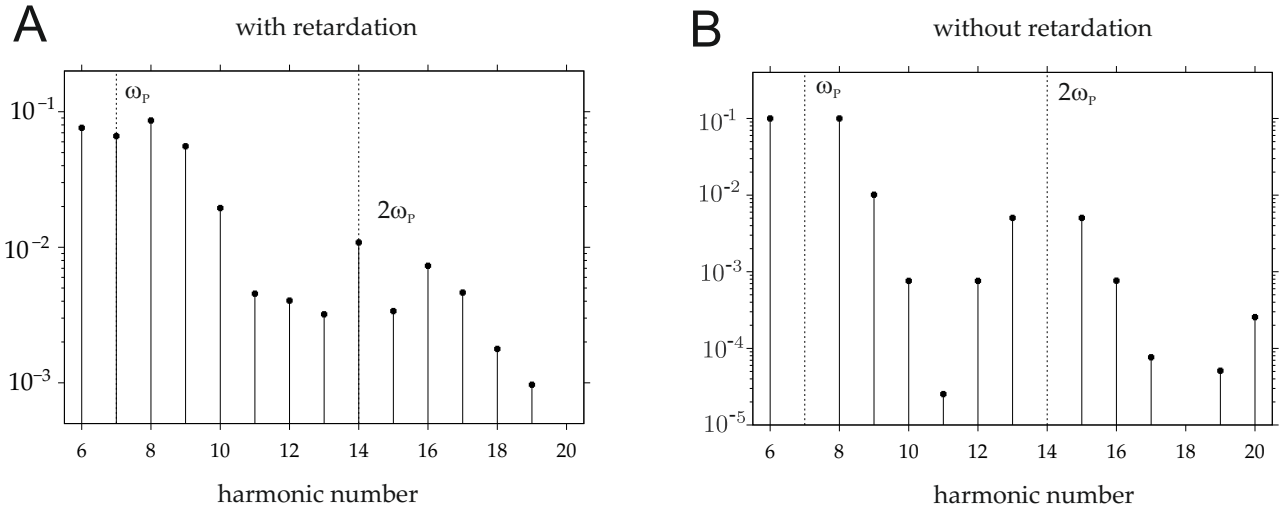 A
with retardation
ωP
2ωP
10−1
10−2
10−3
6 8 10 12 14 16 18 20
harmonic number
B
without retardation
ωP
2ωP
10-1
10-2
10-3
10-4
10-5
6 8 10 12 14 16 18 20
harmonic number